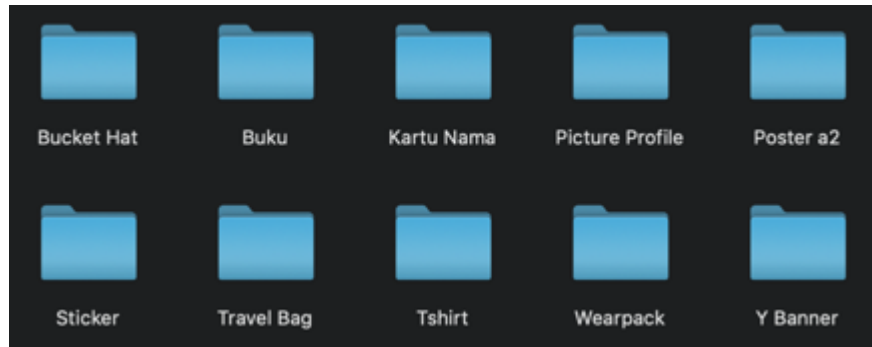 Bucket Hat
Buku
Kartu Nama
Picture Profile
Poster a2
Sticker
Travel Bag
Tshirt
Wearpack
Y Banner